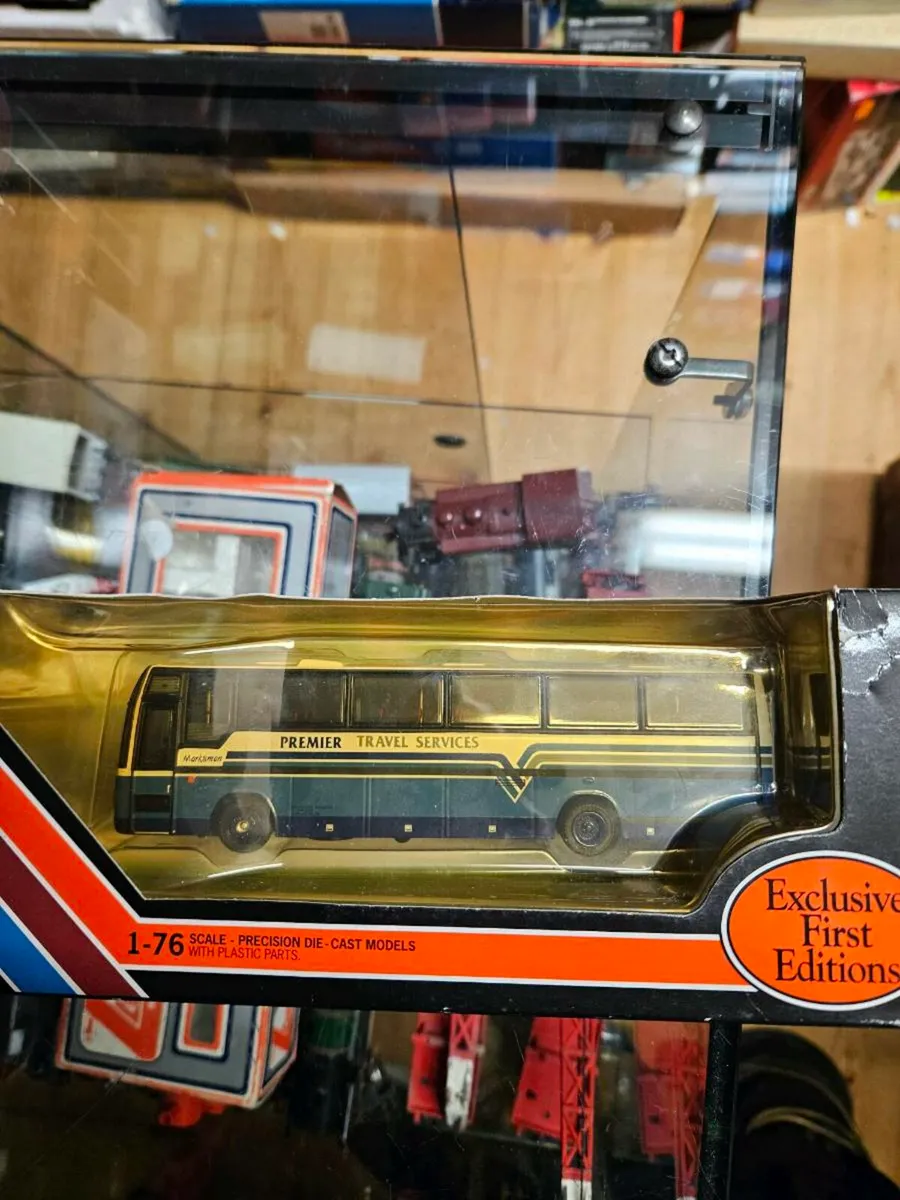 PREMIER TRAVEL SERVICES
Marksman
1-76 SCALE - PRECISION DIE-CAST MODELS
WITH PLASTIC PARTS.
Exclusive
First
Editions